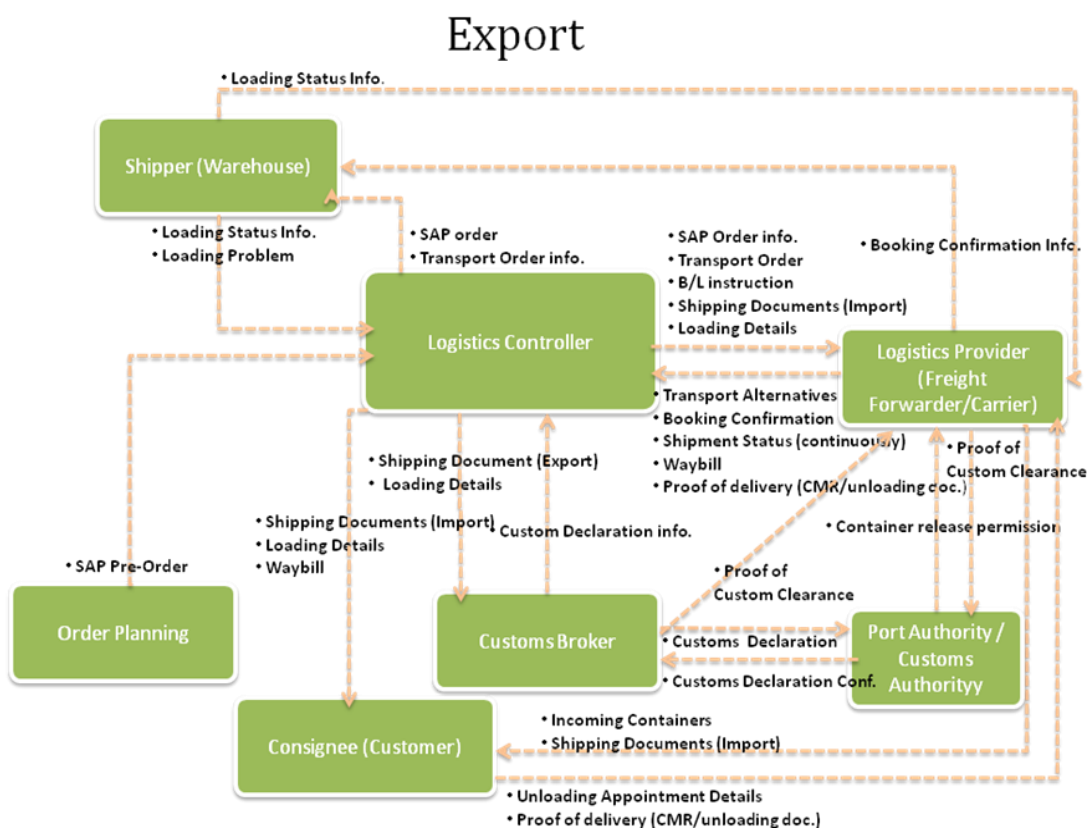 Export
• Loading Status Info.
Shipper (Warehouse)
• Loading Status Info.
• Loading Problem
• SAP order
• Transport Order info.
• SAP Order info.
• Transport Order
• B/L instruction
• Shipping Documents (Import)
• Loading Details
• Booking Confirmation Info.
Logistics Controller
Logistics Provider
(Freight
Forwarder/Carrier)
• Transport Alternatives
• Booking Confirmation
• Shipment Status (continuously)
• Waybill
• Proof of delivery (CMR/unloading doc.)
• Proof of
Custom Clearance
• Shipping Document (Export)
• Loading Details
• Shipping Documents (Import)
• Loading Details
• Waybill
• Custom Declaration info.
• Container release permission
• SAP Pre-Order
• Proof of
Custom Clearance
Order Planning
Customs Broker
• Customs Declaration
• Customs Declaration Conf.
Port Authority /
Customs
Authorityy
Consignee (Customer)
• Incoming Containers
• Shipping Documents (Import)
• Unloading Appointment Details
• Proof of delivery (CMR/unloading doc.)